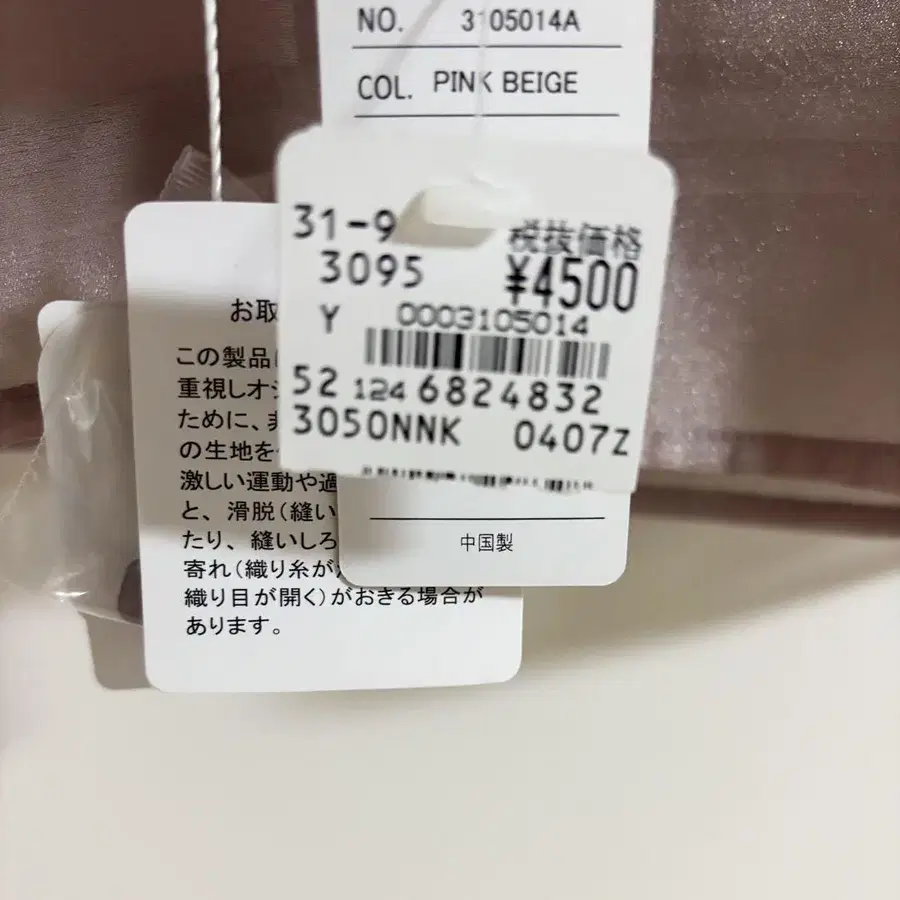 NO. 3105014A
COL. PINK BEIGE
31-9
3095
税抜価格
¥4500
Y 0003105014
52 124 6824832
3050NNK 0407Z
中国製
お取
この製品に
重視しオシ
ために、非
の生地を
激しい運動や過
と、滑脱(縫い
たり、縫いしろ
寄れ(織り糸が
織り目が開く)がおきる場合が
あります。